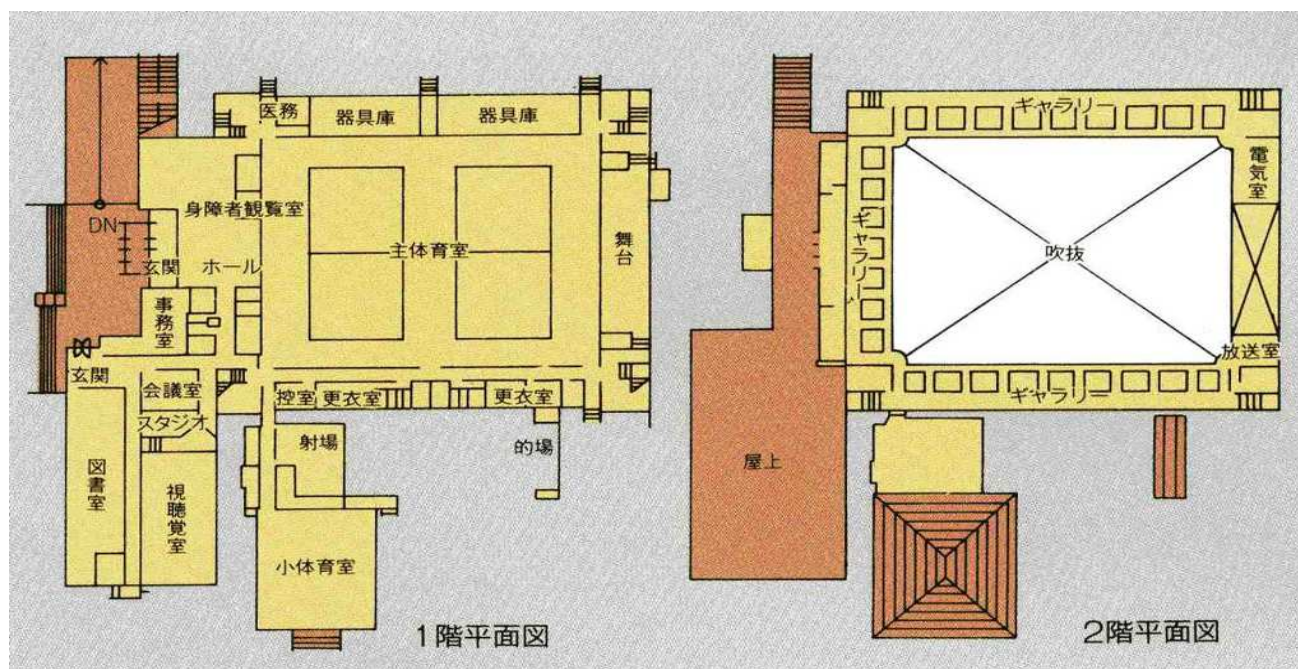 医務
器具庫
器具庫
身障者観覧室
主体育室
舞台
DN
玄関
ホール
事務室
玄関
会議室
控室
更衣室
更衣室
スタジオ
射場
的場
図書室
視聴覚室
小体育室
1階平面図
ギャラリー
電気室
ギャラリー
吹抜
放送室
ギャラリー
屋上
2階平面図